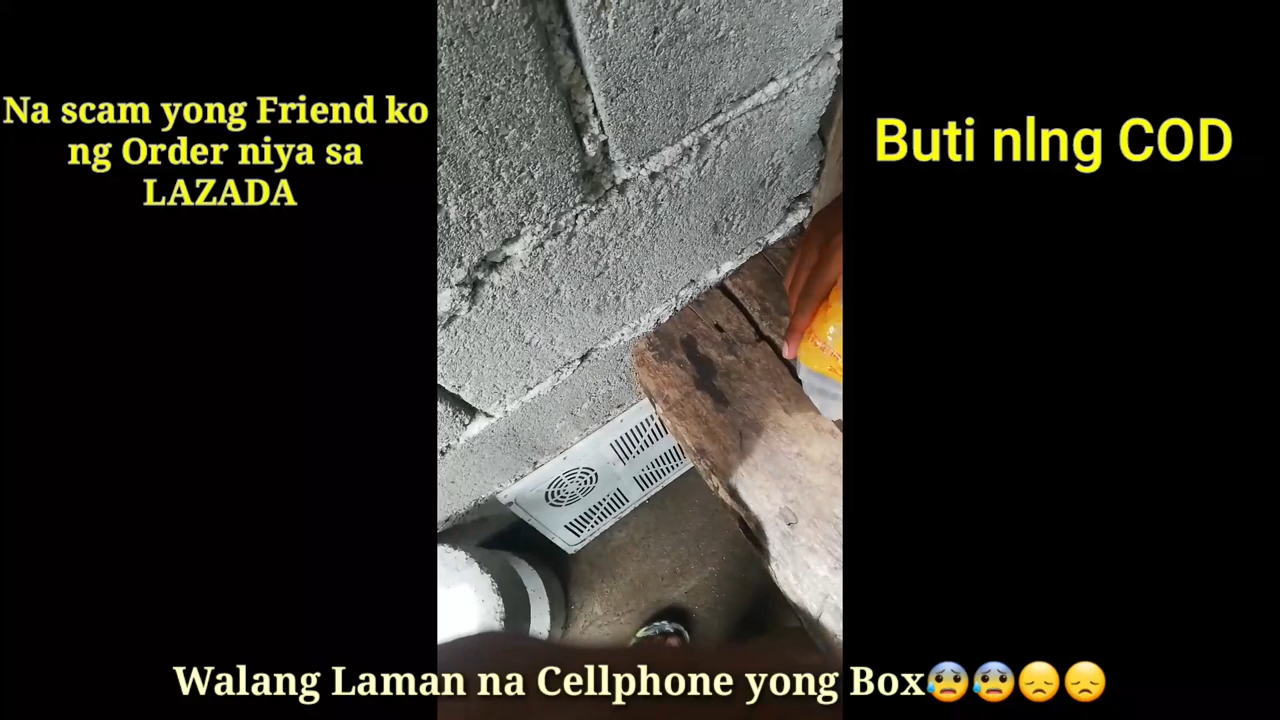 Na scam yong Friend ko
ng Order niya sa
LAZADA
Buti nlng COD
Walang Laman na Cellphone yong Box😰😰😞😞